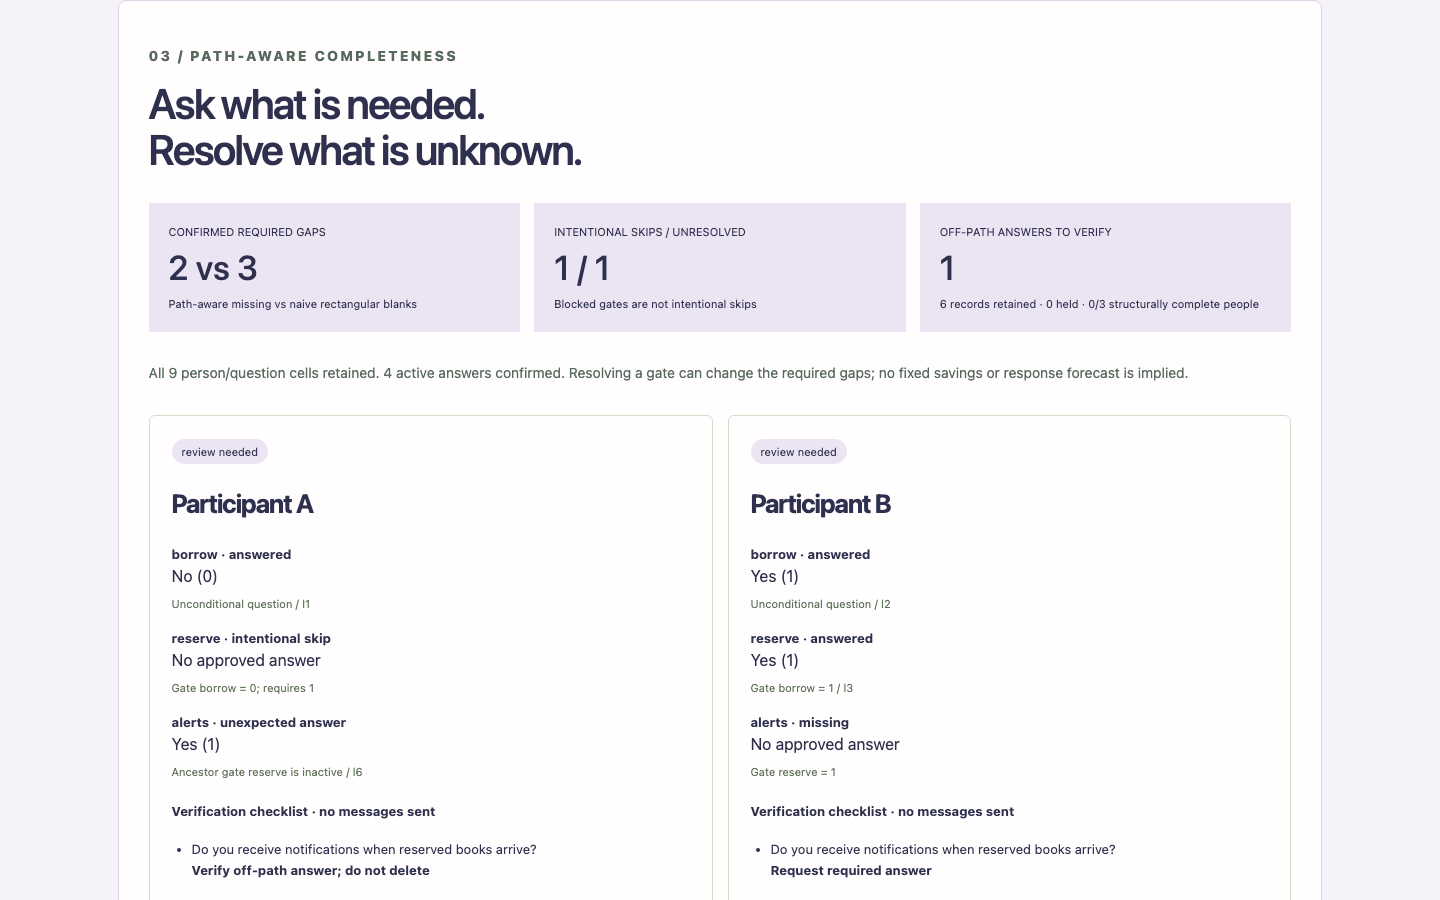 03 / PATH-AWARE COMPLETENESS
Ask what is needed.
Resolve what is unknown.
CONFIRMED REQUIRED GAPS
2 vs 3
Path-aware missing vs naive rectangular blanks
INTENTIONAL SKIPS / UNRESOLVED
1 / 1
Blocked gates are not intentional skips
OFF-PATH ANSWERS TO VERIFY
1
6 records retained · 0 held · 0/3 structurally complete people
All 9 person/question cells retained. 4 active answers confirmed. Resolving a gate can change the required gaps; no fixed savings or response forecast is implied.
review needed
Participant A
borrow · answered
No (0)
Unconditional question / l1
reserve · intentional skip
No approved answer
Gate borrow = 0; requires 1
alerts · unexpected answer
Yes (1)
Ancestor gate reserve is inactive / l6
Verification checklist · no messages sent
• Do you receive notifications when reserved books arrive?
Verify off-path answer; do not delete
review needed
Participant B
borrow · answered
Yes (1)
Unconditional question / l2
reserve · answered
Yes (1)
Gate borrow = 1 / l3
alerts · missing
No approved answer
Gate reserve = 1
Verification checklist · no messages sent
• Do you receive notifications when reserved books arrive?
Request required answer